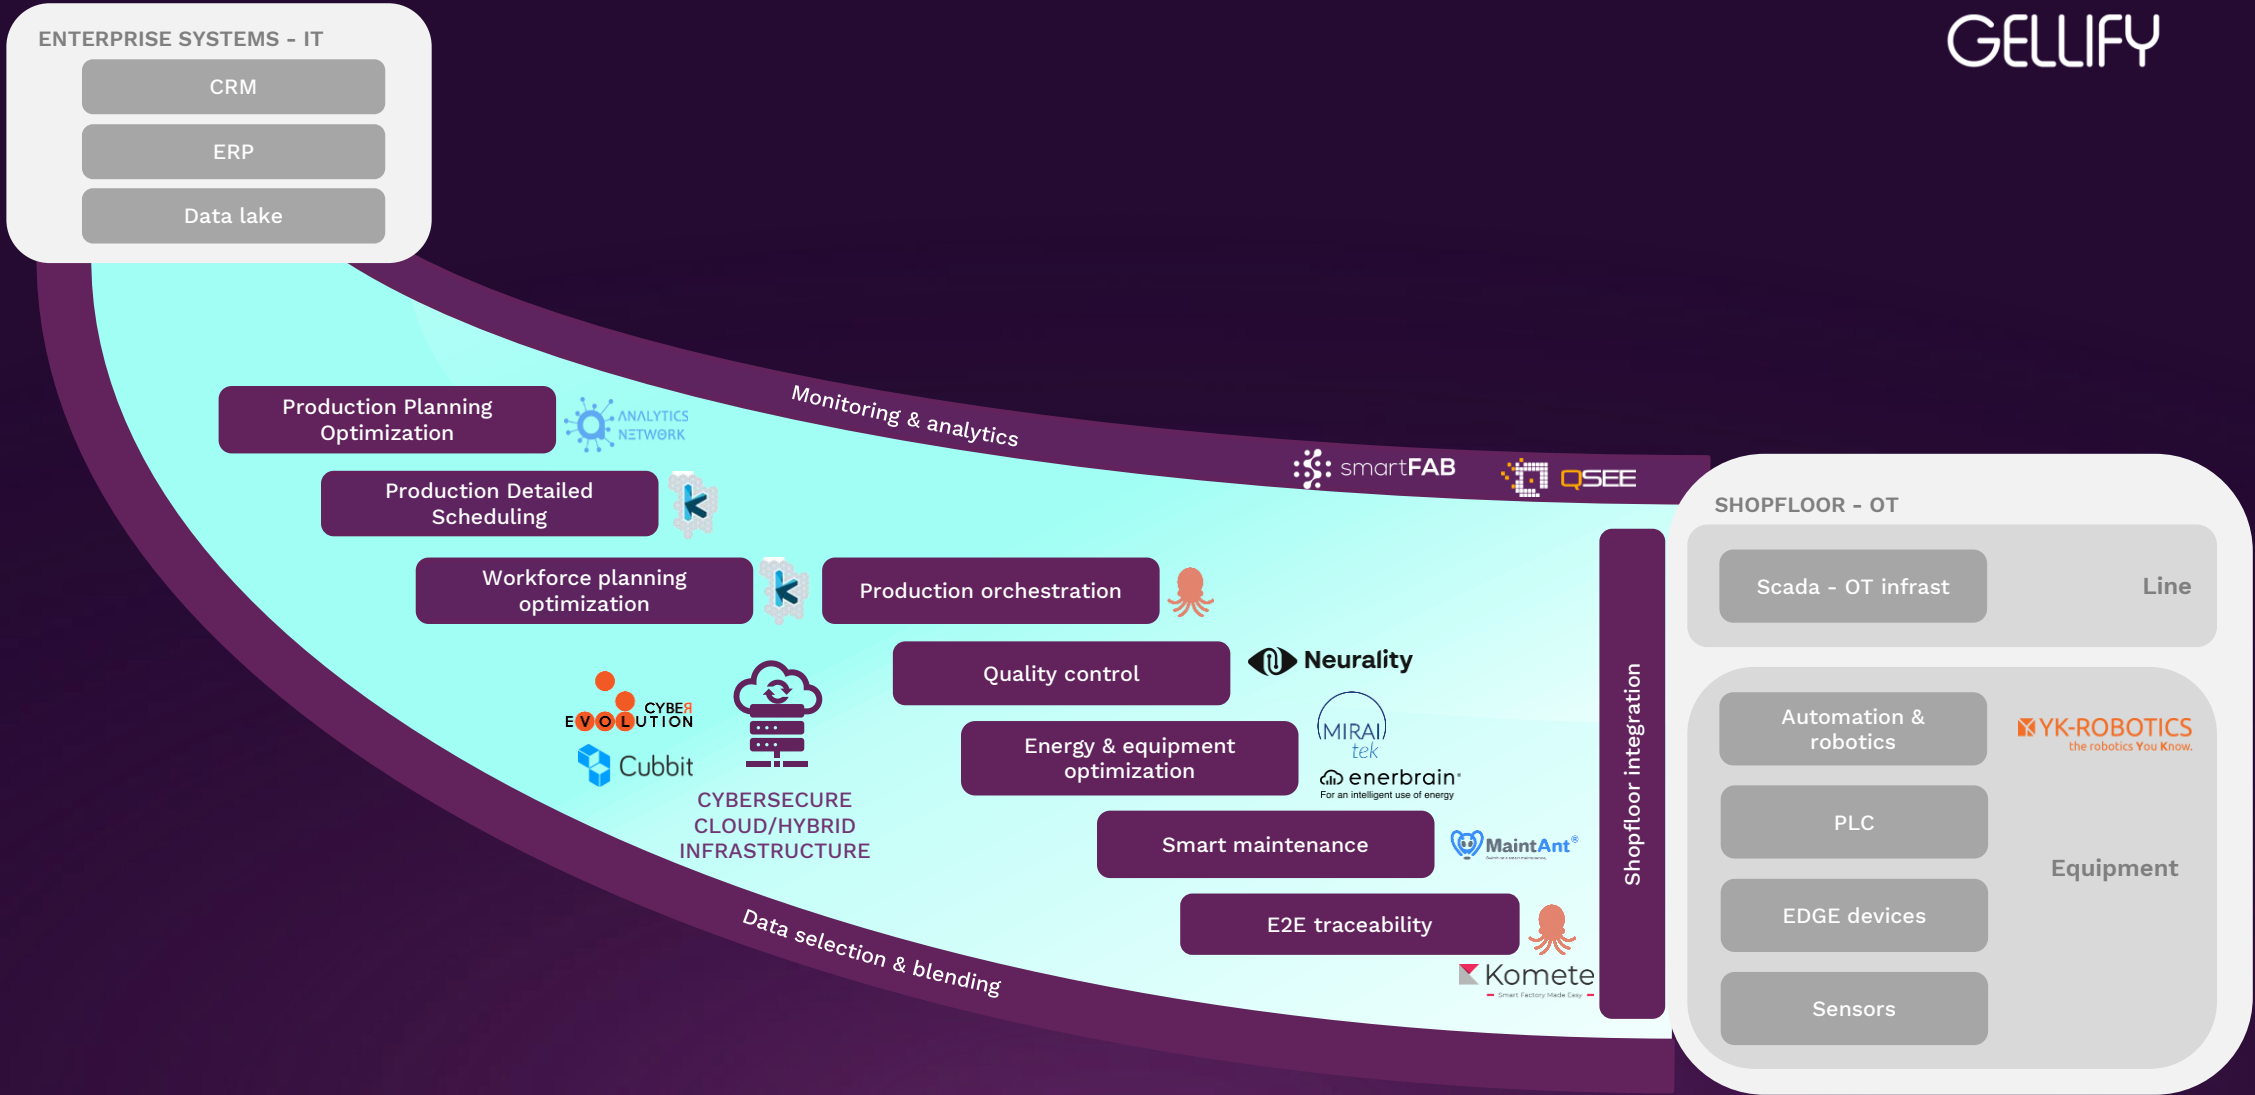 GELLIFY
ENTERPRISE SYSTEMS - IT
CRM
ERP
Data lake
Monitoring & analytics
smartFAB
QSEE
Production Planning
Optimization
ANALYTICS
NETWORK
Production Detailed
Scheduling
Workforce planning
optimization
Production orchestration
Quality control
Neurality
CYBER
EVOLUTION
Cubbit
CYBERSECURE
CLOUD/HYBRID
INFRASTRUCTURE
Energy & equipment
optimization
MIRAI
tek
enerbrain
For an intelligent use of energy
Smart maintenance
MaintAnt®
E2E traceability
Komete
Smart Factory Made Easy
Data selection & blending
Shopfloor integration
SHOPFLOOR - OT
Scada - OT infrast
Line
Automation &
robotics
YK-ROBOTICS
the robotics You Know.
PLC
Equipment
EDGE devices
Sensors